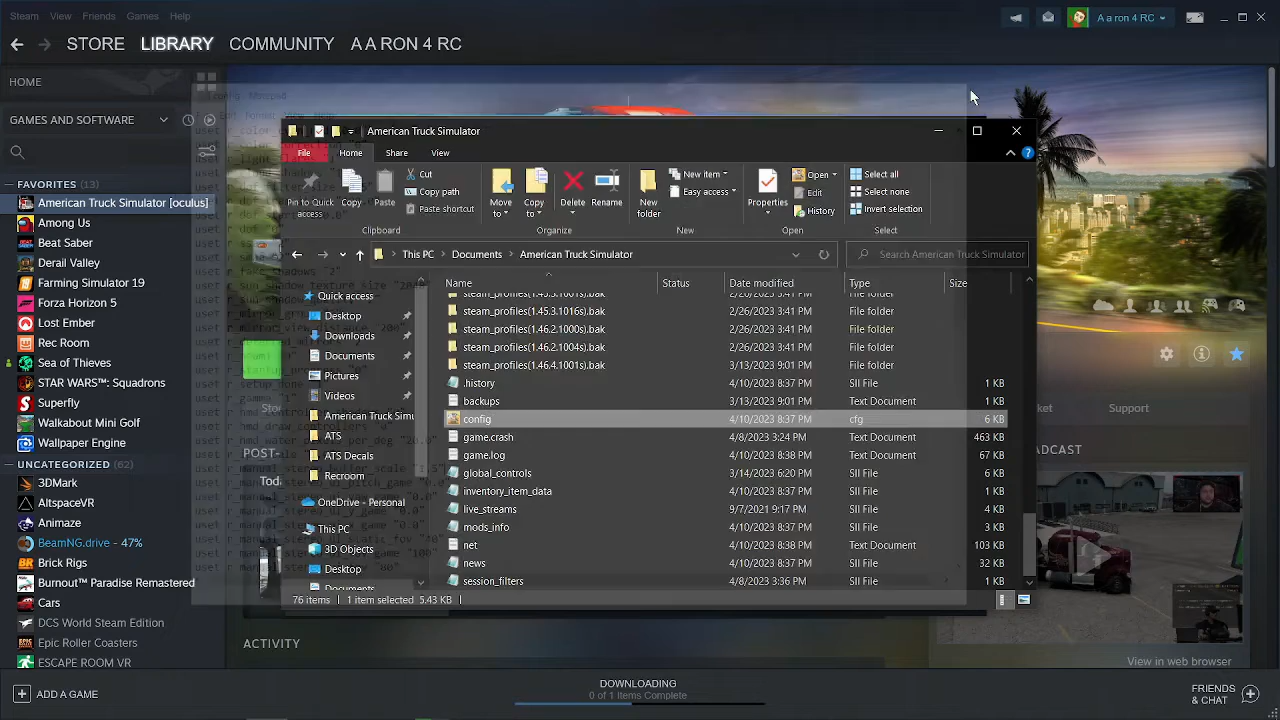 Steam View Friends Games Help
A a ron 4 RC
STORE LIBRARY COMMUNITY A A RON 4 RC
HOME
GAMES AND SOFTWARE
FAVORITES (13)
American Truck Simulator [oculus]
Among Us
Beat Saber
Derail Valley
Farming Simulator 19
Forza Horizon 5
Lost Ember
Rec Room
Sea of Thieves
STAR WARS™: Squadrons
Superfly
Walkabout Mini Golf
Wallpaper Engine
UNCATEGORIZED (62)
3DMark
AltspaceVR
Animaze
BeamNG.drive - 47%
Brick Rigs
Burnout™ Paradise Remastered
Cars
DCS World Steam Edition
Epic Roller Coasters
ESCAPE ROOM VR
American Truck Simulator
File Home Share View
Pin to Quick access
Copy
Paste
Cut
Copy path
Paste shortcut
Clipboard
Move to
Copy to
Delete
Rename
Organize
New folder
New item
Easy access
New
Properties
Open
Edit
History
Open
Select all
Select none
Invert selection
Select
This PC Documents American Truck Simulator
Search American Truck Simulator
Name Status Date modified Type Size
Quick access
Desktop
Downloads
Documents
Pictures
Videos
American Truck Simu
ATS
ATS Decals
Recroom
OneDrive - Personal
This PC
3D Objects
Desktop
Documents
steam_profiles(1.45.3.1001s).bak 2/26/2023 3:41 PM File folder
steam_profiles(1.45.3.1016s).bak 2/26/2023 3:41 PM File folder
steam_profiles(1.46.2.1000s).bak 2/26/2023 3:41 PM File folder
steam_profiles(1.46.2.1004s).bak 2/26/2023 3:41 PM File folder
steam_profiles(1.46.4.1001s).bak 3/13/2023 9:01 PM File folder
.history 4/10/2023 8:37 PM SII File 1 KB
backups 3/13/2023 9:01 PM Text Document 1 KB
config 4/10/2023 8:37 PM cfg 6 KB
game.crash 4/8/2023 3:24 PM Text Document 463 KB
game.log 4/10/2023 8:38 PM Text Document 67 KB
global_controls 3/14/2023 6:20 PM SII File 6 KB
inventory_item_data 4/10/2023 8:37 PM SII File 1 KB
live_streams 9/7/2021 9:17 PM SII File 4 KB
mods_info 4/10/2023 8:37 PM SII File 3 KB
net 4/10/2023 8:38 PM Text Document 103 KB
news 4/10/2023 8:37 PM SII File 32 KB
session_filters 4/8/2023 3:36 PM SII File 1 KB
76 items 1 item selected 5.43 KB
Support
POST-
ACTIVITY
View in web browser
ADD A GAME
DOWNLOADING
0 of 1 Items Complete
FRIENDS
& CHAT